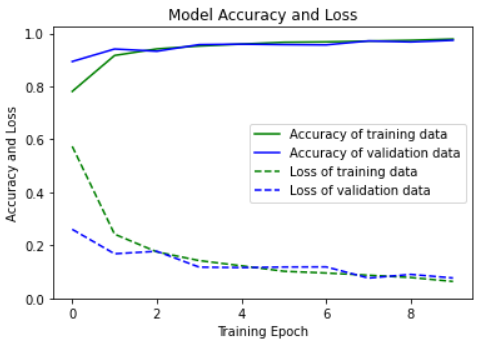 Model Accuracy and Loss
1.0
0.8
0.6
0.4
0.2
0.0
Accuracy and Loss
Accuracy of training data
Accuracy of validation data
Loss of training data
Loss of validation data
0 2 4 6 8
Training Epoch